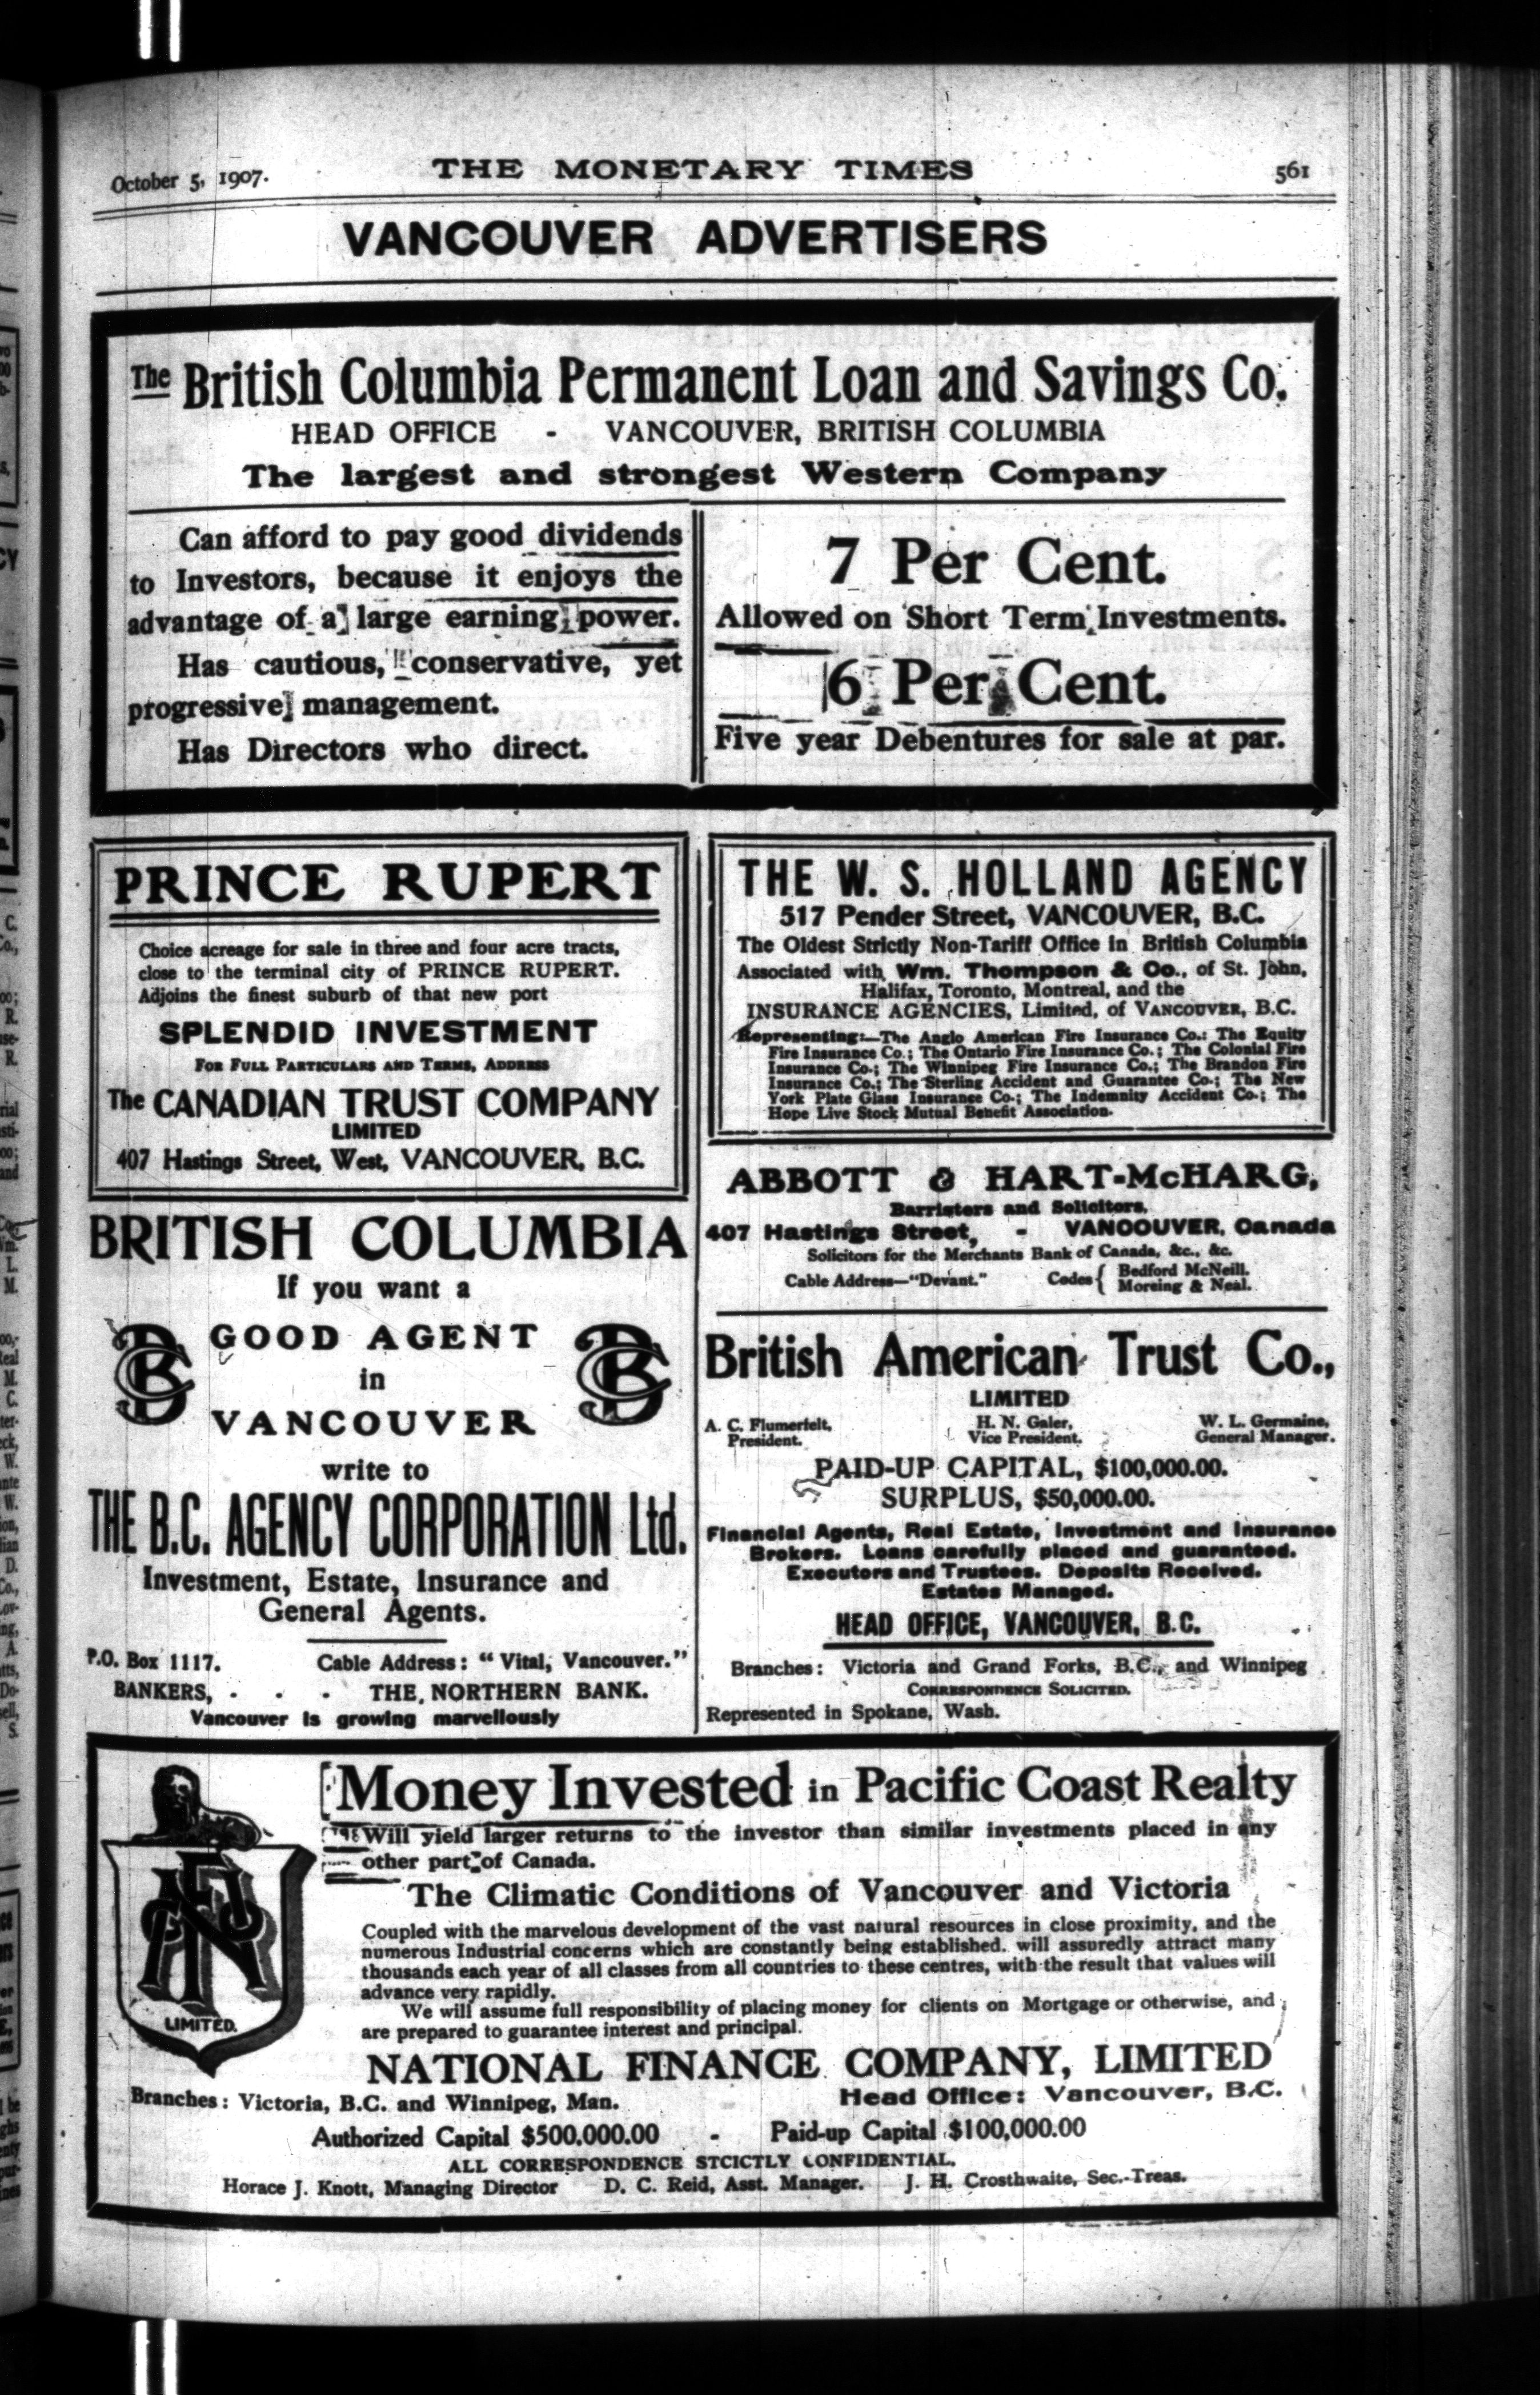 October 5, 1907.
THE MONETARY TIMES
561
VANCOUVER ADVERTISERS
The British Columbia Permanent Loan and Savings Co.
HEAD OFFICE - VANCOUVER, BRITISH COLUMBIA
The largest and strongest Western Company
Can afford to pay good dividends
to Investors, because it enjoys the
advantage of a large earning power.
Has cautious, conservative, yet
progressive management.
Has Directors who direct.
7 Per Cent.
Allowed on Short Term Investments.
6 Per Cent.
Five year Debentures for sale at par.
PRINCE RUPERT
Choice acreage for sale in three and four acre tracts,
close to the terminal city of PRINCE RUPERT.
Adjoins the finest suburb of that new port
SPLENDID INVESTMENT
FOR FULL PARTICULARS AND TERMS, ADDRESS
The CANADIAN TRUST COMPANY
LIMITED
407 Hastings Street, West, VANCOUVER, B.C.
BRITISH COLUMBIA
If you want a
GOOD AGENT
in
VANCOUVER
BC
BC
write to
THE B.C. AGENCY CORPORATION Ltd.
Investment, Estate, Insurance and
General Agents.
P.O. Box 1117. Cable Address: "Vital, Vancouver."
BANKERS, - - - THE NORTHERN BANK.
Vancouver is growing marvellously
THE W. S. HOLLAND AGENCY
517 Pender Street, VANCOUVER, B.C.
The Oldest Strictly Non-Tariff Office in British Columbia
Associated with Wm. Thompson & Co., of St. John,
Halifax, Toronto, Montreal, and the
INSURANCE AGENCIES, Limited, of VANCOUVER, B.C.
Representing:—The Anglo American Fire Insurance Co.: The Equity
Fire Insurance Co.; The Ontario Fire Insurance Co.; The Colonial Fire
Insurance Co.; The Winnipeg Fire Insurance Co.; The Brandon Fire
Insurance Co.; The Sterling Accident and Guarantee Co.; The New
York Plate Glass Insurance Co.; The Indemnity Accident Co.; The
Hope Live Stock Mutual Benefit Association.
ABBOTT & HART-McHARG,
Barristers and Solicitors,
407 Hastings Street, - VANCOUVER, Canada
Solicitors for the Merchants Bank of Canada, &c., &c.
Cable Address—"Devant." Codes { Bedford McNeill.
Moreing & Neal.
British American Trust Co.,
LIMITED
A. C. Flumerfelt, H. N. Galer, W. L. Germaine,
President. Vice President. General Manager.
PAID-UP CAPITAL, $100,000.00.
SURPLUS, $50,000.00.
Financial Agents, Real Estate, Investment and Insurance
Brokers. Loans carefully placed and guaranteed.
Executors and Trustees. Deposits Received.
Estates Managed.
HEAD OFFICE, VANCOUVER, B.C.
Branches: Victoria and Grand Forks, B.C., and Winnipeg
CORRESPONDENCE SOLICITED.
Represented in Spokane, Wash.
NF
LIMITED.
Money Invested in Pacific Coast Realty
Will yield larger returns to the investor than similar investments placed in any
other part of Canada.
The Climatic Conditions of Vancouver and Victoria
Coupled with the marvelous development of the vast natural resources in close proximity, and the
numerous Industrial concerns which are constantly being established, will assuredly attract many
thousands each year of all classes from all countries to these centres, with the result that values will
advance very rapidly.
We will assume full responsibility of placing money for clients on Mortgage or otherwise, and
are prepared to guarantee interest and principal.
NATIONAL FINANCE COMPANY, LIMITED
Branches: Victoria, B.C. and Winnipeg, Man. Head Office: Vancouver, B.C.
Authorized Capital $500,000.00 - Paid-up Capital $100,000.00
ALL CORRESPONDENCE STCICTLY CONFIDENTIAL.
Horace J. Knott, Managing Director D. C. Reid, Asst. Manager. J. H. Crosthwaite, Sec.-Treas.